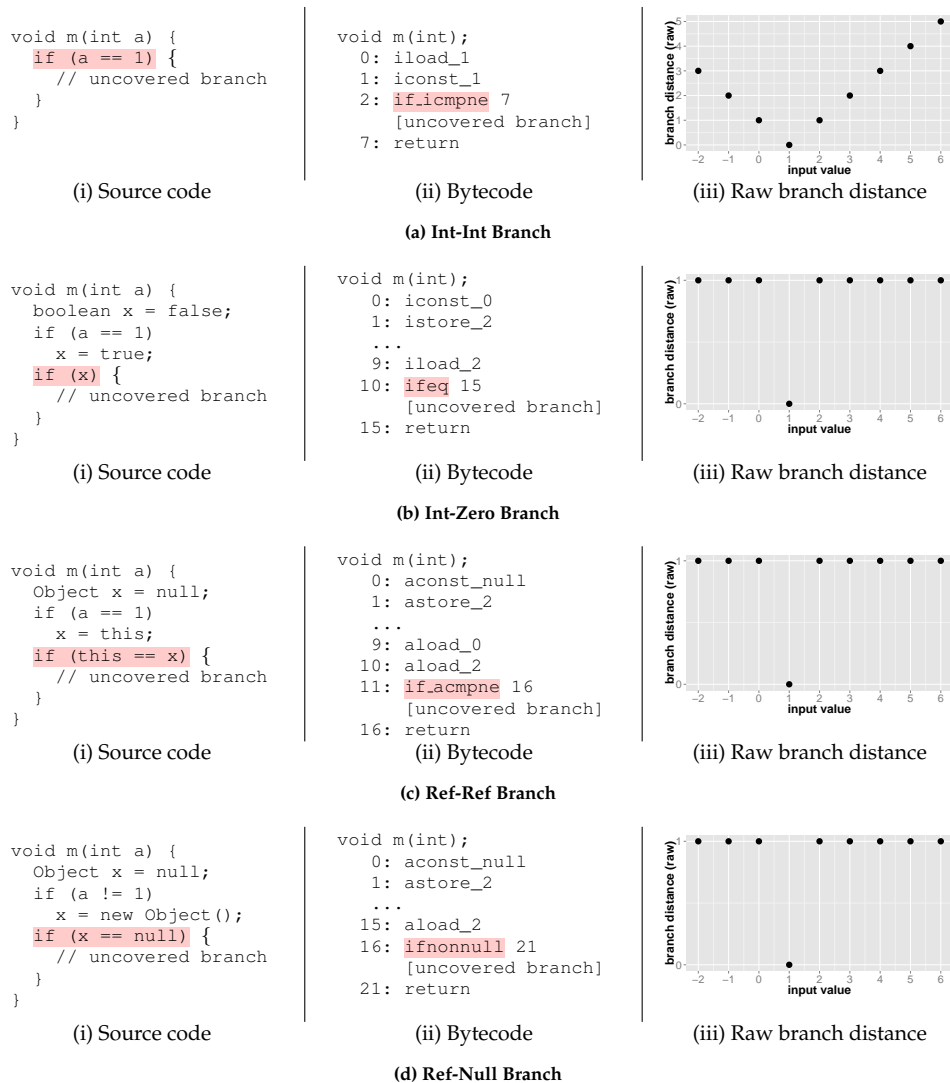 void m(int a) {
if (a == 1) {
// uncovered branch
}
}
(i) Source code
void m(int);
0: iload_1
1: iconst_1
2: if_icmpne 7
[uncovered branch]
7: return
(ii) Bytecode
branch distance (raw)
5
4
3
2
1
0
−2 −1 0 1 2 3 4 5 6
input value
(iii) Raw branch distance
(a) Int-Int Branch
void m(int a) {
boolean x = false;
if (a == 1)
x = true;
if (x) {
// uncovered branch
}
}
(i) Source code
void m(int);
0: iconst_0
1: istore_2
...
9: iload_2
10: ifeq 15
[uncovered branch]
15: return
(ii) Bytecode
branch distance (raw)
1
0
−2 −1 0 1 2 3 4 5 6
input value
(iii) Raw branch distance
(b) Int-Zero Branch
void m(int a) {
Object x = null;
if (a == 1)
x = this;
if (this == x) {
// uncovered branch
}
}
(i) Source code
void m(int);
0: aconst_null
1: astore_2
...
9: aload_0
10: aload_2
11: if_acmpne 16
[uncovered branch]
16: return
(ii) Bytecode
branch distance (raw)
1
0
−2 −1 0 1 2 3 4 5 6
input value
(iii) Raw branch distance
(c) Ref-Ref Branch
void m(int a) {
Object x = null;
if (a != 1)
x = new Object();
if (x == null) {
// uncovered branch
}
}
(i) Source code
void m(int);
0: aconst_null
1: astore_2
...
15: aload_2
16: ifnonnull 21
[uncovered branch]
21: return
(ii) Bytecode
branch distance (raw)
1
0
−2 −1 0 1 2 3 4 5 6
input value
(iii) Raw branch distance
(d) Ref-Null Branch